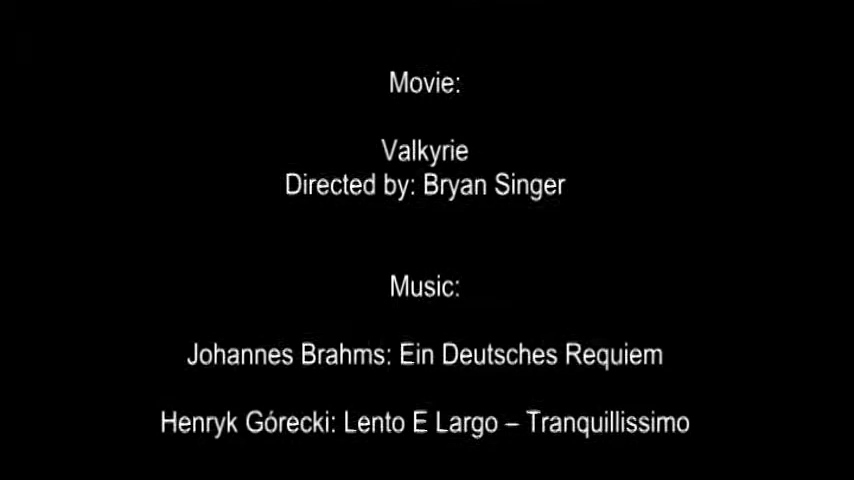 Movie:
Valkyrie
Directed by: Bryan Singer
Music:
Johannes Brahms: Ein Deutsches Requiem
Henryk Górecki: Lento E Largo – Tranquillissimo